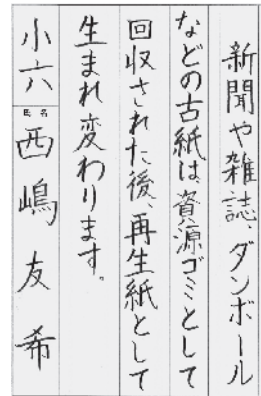 新聞や雑誌、ダンボール
などの古紙は資源ゴミとして
回収された後、再生紙として
生まれ変わります。
小六 氏名 西嶋友希